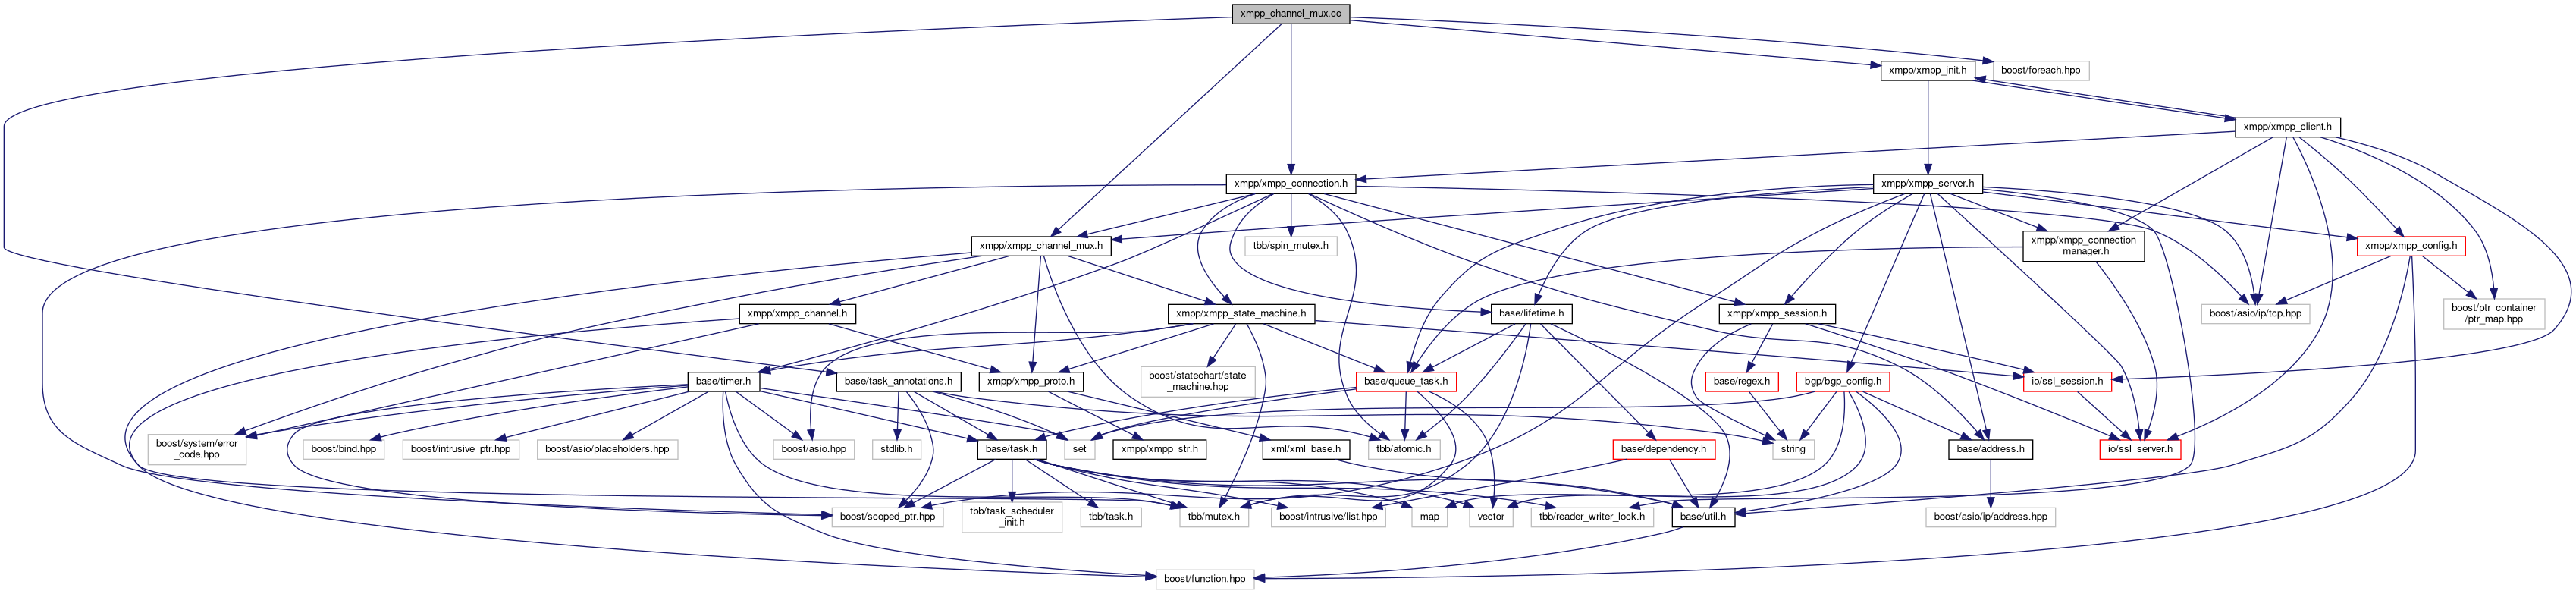 xmpp_channel_mux.cc
xmpp/xmpp_init.h
boost/foreach.hpp
xmpp/xmpp_client.h
xmpp/xmpp_connection.h
xmpp/xmpp_server.h
xmpp/xmpp_channel_mux.h
tbb/spin_mutex.h
xmpp/xmpp_connection
_manager.h
xmpp/xmpp_config.h
xmpp/xmpp_channel.h
xmpp/xmpp_state_machine.h
base/lifetime.h
xmpp/xmpp_session.h
boost/asio/ip/tcp.hpp
boost/ptr_container
/ptr_map.hpp
base/timer.h
base/task_annotations.h
xmpp/xmpp_proto.h
boost/statechart/state
_machine.hpp
base/queue_task.h
base/regex.h
bgp/bgp_config.h
io/ssl_session.h
boost/system/error
_code.hpp
boost/bind.hpp
boost/intrusive_ptr.hpp
boost/asio/placeholders.hpp
boost/asio.hpp
stdlib.h
base/task.h
set
xmpp/xmpp_str.h
xml/xml_base.h
tbb/atomic.h
base/dependency.h
string
base/address.h
io/ssl_server.h
boost/scoped_ptr.hpp
tbb/task_scheduler
_init.h
tbb/task.h
tbb/mutex.h
boost/intrusive/list.hpp
map
vector
tbb/reader_writer_lock.h
base/util.h
boost/asio/ip/address.hpp
boost/function.hpp